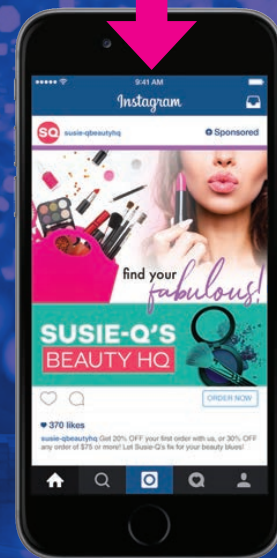 9:41 AM
Instagram
SQ susie-qbeautyhq Sponsored
find your
fabulous!
SUSIE-Q'S
BEAUTY HQ
ORDER NOW
370 likes
susie-qbeautyhq Get 20% OFF your first order with us, or 30% OFF
any order of $75 or more! Let Susie-Q's fix for your beauty blues!